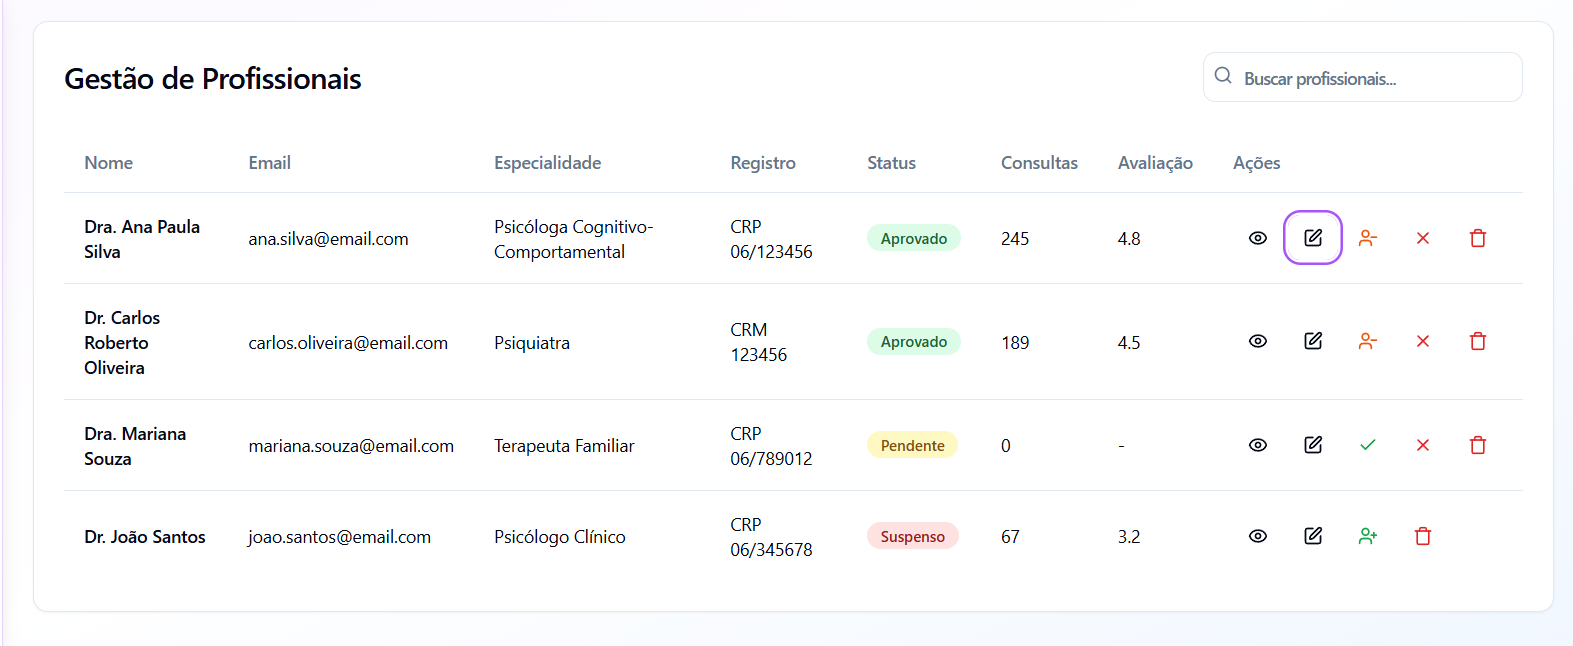 Gestão de Profissionais
Buscar profissionais...
Nome Email Especialidade Registro Status Consultas Avaliação Ações
Dra. Ana Paula
Silva
ana.silva@email.com
Psicóloga Cognitivo-
Comportamental
CRP
06/123456
Aprovado
245
4.8
Dr. Carlos
Roberto
Oliveira
carlos.oliveira@email.com
Psiquiatra
CRM
123456
Aprovado
189
4.5
Dra. Mariana
Souza
mariana.souza@email.com
Terapeuta Familiar
CRP
06/789012
Pendente
0
-
Dr. João Santos
joao.santos@email.com
Psicólogo Clínico
CRP
06/345678
Suspenso
67
3.2